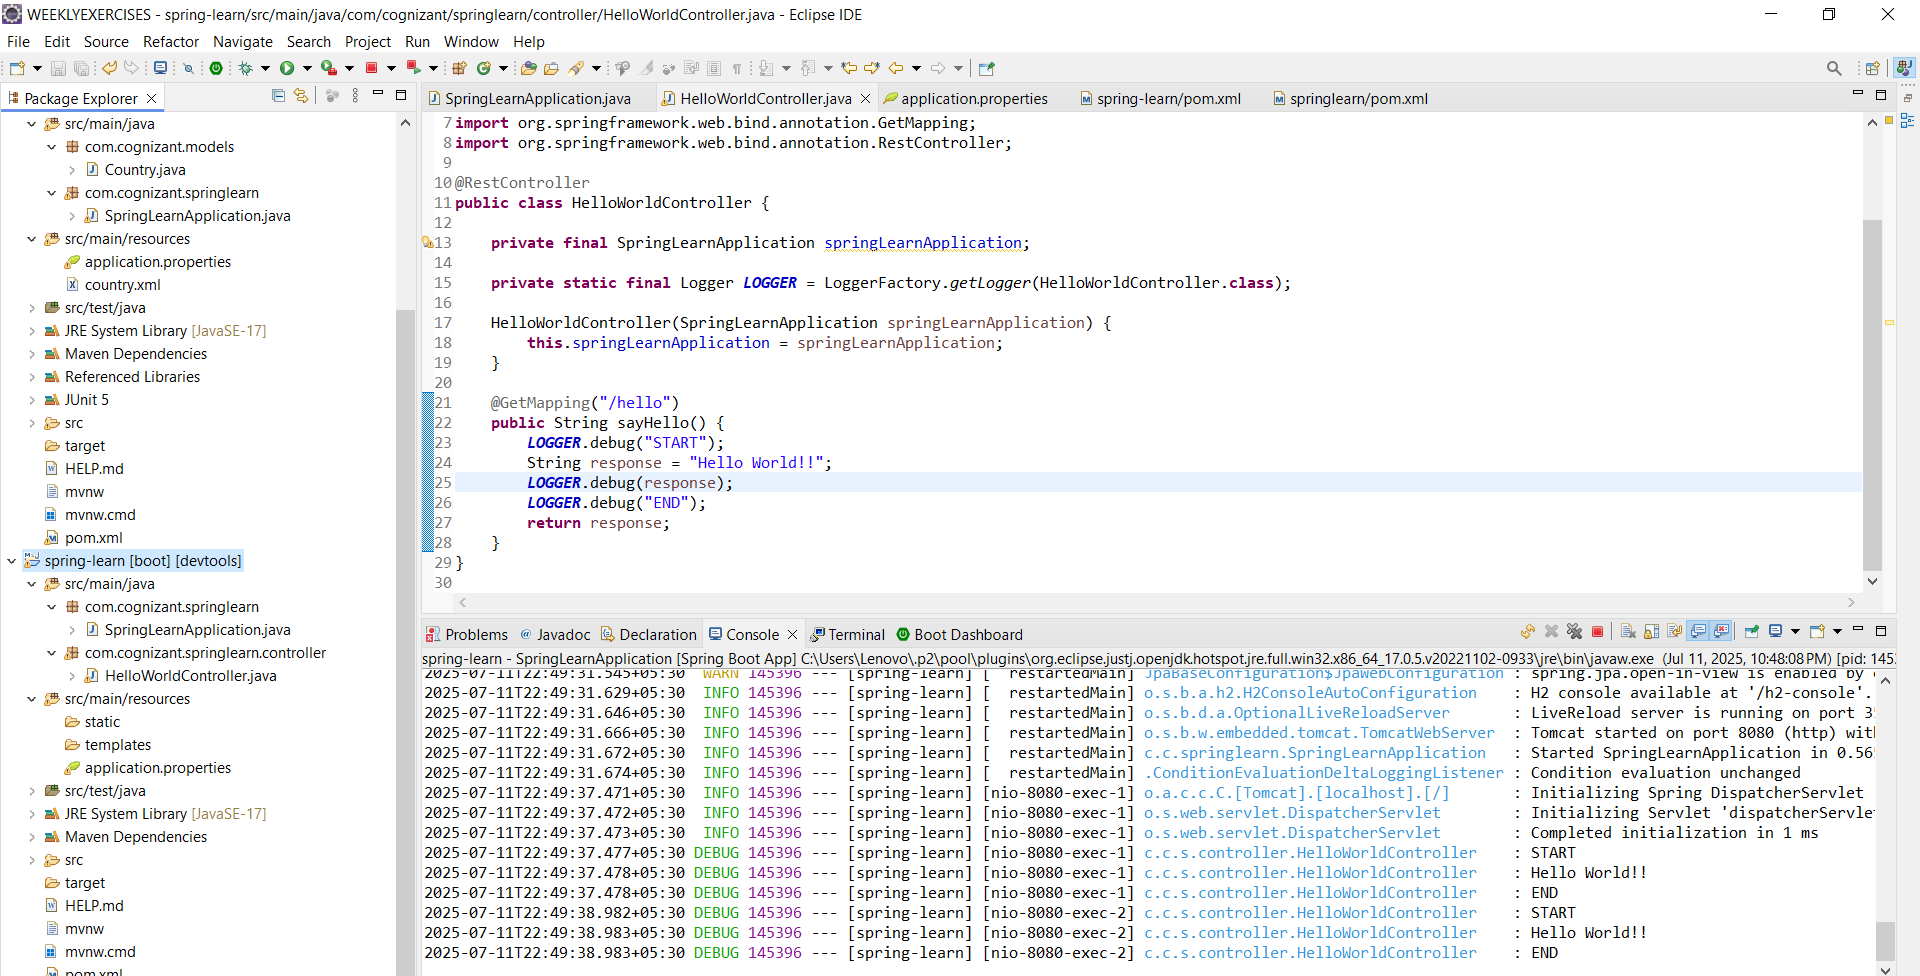 WEEKLYEXERCISES - spring-learn/src/main/java/com/cognizant/springlearn/controller/HelloWorldController.java - Eclipse IDE
File Edit Source Refactor Navigate Search Project Run Window Help
Package Explorer
src/main/java
com.cognizant.models
Country.java
com.cognizant.springlearn
SpringLearnApplication.java
src/main/resources
application.properties
country.xml
src/test/java
JRE System Library [JavaSE-17]
Maven Dependencies
Referenced Libraries
JUnit 5
src
target
HELP.md
mvnw
mvnw.cmd
pom.xml
spring-learn [boot] [devtools]
src/main/java
com.cognizant.springlearn
SpringLearnApplication.java
com.cognizant.springlearn.controller
HelloWorldController.java
src/main/resources
static
templates
application.properties
src/test/java
JRE System Library [JavaSE-17]
Maven Dependencies
src
target
HELP.md
mvnw
mvnw.cmd
pom.xml
SpringLearnApplication.java HelloWorldController.java application.properties spring-learn/pom.xml springlearn/pom.xml
7 import org.springframework.web.bind.annotation.GetMapping;
8 import org.springframework.web.bind.annotation.RestController;
9
10 @RestController
11 public class HelloWorldController {
12
13 private final SpringLearnApplication springLearnApplication;
14
15 private static final Logger LOGGER = LoggerFactory.getLogger(HelloWorldController.class);
16
17 HelloWorldController(SpringLearnApplication springLearnApplication) {
18 this.springLearnApplication = springLearnApplication;
19 }
20
21 @GetMapping("/hello")
22 public String sayHello() {
23 LOGGER.debug("START");
24 String response = "Hello World!!";
25 LOGGER.debug(response);
26 LOGGER.debug("END");
27 return response;
28 }
29 }
30
Problems Javadoc Declaration Console Terminal Boot Dashboard
spring-learn - SpringLearnApplication [Spring Boot App] C:\Users\Lenovo\.p2\pool\plugins\org.eclipse.justj.openjdk.hotspot.jre.full.win32.x86_64_17.0.5.v20221102-0933\jre\bin\javaw.exe (Jul 11, 2025, 10:48:08 PM) [pid: 145
2025-07-11T22:49:31.545+05:30 WARN 145396 --- [spring-learn] [ restartedMain] JpaBaseConfiguration$JpaWebConfiguration : spring.jpa.open-in-view is enabled by
2025-07-11T22:49:31.629+05:30 INFO 145396 --- [spring-learn] [ restartedMain] o.s.b.a.h2.H2ConsoleAutoConfiguration : H2 console available at '/h2-console'.
2025-07-11T22:49:31.646+05:30 INFO 145396 --- [spring-learn] [ restartedMain] o.s.b.d.a.OptionalLiveReloadServer : LiveReload server is running on port 3
2025-07-11T22:49:31.666+05:30 INFO 145396 --- [spring-learn] [ restartedMain] o.s.b.w.embedded.tomcat.TomcatWebServer : Tomcat started on port 8080 (http) wit
2025-07-11T22:49:31.672+05:30 INFO 145396 --- [spring-learn] [ restartedMain] c.c.springlearn.SpringLearnApplication : Started SpringLearnApplication in 0.56
2025-07-11T22:49:31.674+05:30 INFO 145396 --- [spring-learn] [ restartedMain] .ConditionEvaluationDeltaLoggingListener : Condition evaluation unchanged
2025-07-11T22:49:37.471+05:30 INFO 145396 --- [spring-learn] [nio-8080-exec-1] o.a.c.c.C.[Tomcat].[localhost].[/] : Initializing Spring DispatcherServlet
2025-07-11T22:49:37.472+05:30 INFO 145396 --- [spring-learn] [nio-8080-exec-1] o.s.web.servlet.DispatcherServlet : Initializing Servlet 'dispatcherServle
2025-07-11T22:49:37.473+05:30 INFO 145396 --- [spring-learn] [nio-8080-exec-1] o.s.web.servlet.DispatcherServlet : Completed initialization in 1 ms
2025-07-11T22:49:37.477+05:30 DEBUG 145396 --- [spring-learn] [nio-8080-exec-1] c.c.s.controller.HelloWorldController : START
2025-07-11T22:49:37.478+05:30 DEBUG 145396 --- [spring-learn] [nio-8080-exec-1] c.c.s.controller.HelloWorldController : Hello World!!
2025-07-11T22:49:37.478+05:30 DEBUG 145396 --- [spring-learn] [nio-8080-exec-1] c.c.s.controller.HelloWorldController : END
2025-07-11T22:49:38.982+05:30 DEBUG 145396 --- [spring-learn] [nio-8080-exec-2] c.c.s.controller.HelloWorldController : START
2025-07-11T22:49:38.983+05:30 DEBUG 145396 --- [spring-learn] [nio-8080-exec-2] c.c.s.controller.HelloWorldController : Hello World!!
2025-07-11T22:49:38.983+05:30 DEBUG 145396 --- [spring-learn] [nio-8080-exec-2] c.c.s.controller.HelloWorldController : END